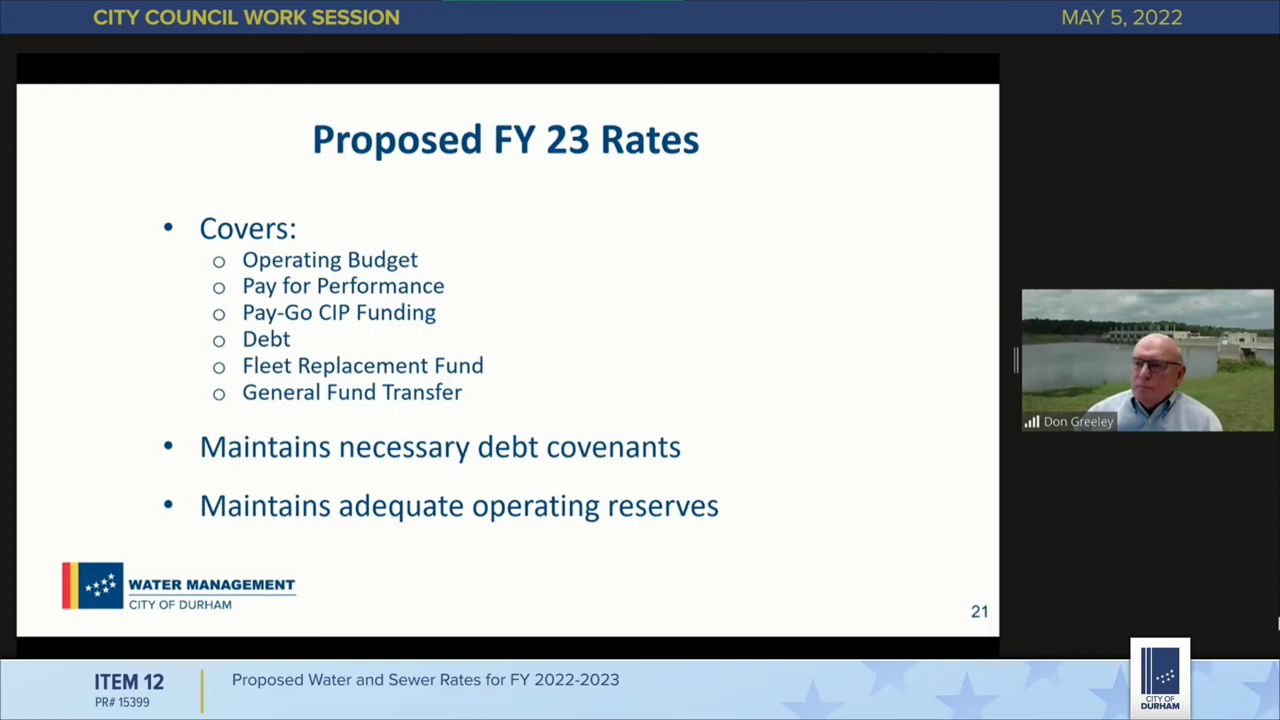 CITY COUNCIL WORK SESSION
MAY 5, 2022
Proposed FY 23 Rates
• Covers:
o Operating Budget
o Pay for Performance
o Pay-Go CIP Funding
o Debt
o Fleet Replacement Fund
o General Fund Transfer
• Maintains necessary debt covenants
• Maintains adequate operating reserves
WATER MANAGEMENT
CITY OF DURHAM
21
Don Greeley
ITEM 12
PR# 15399
Proposed Water and Sewer Rates for FY 2022-2023
CITY OF
DURHAM